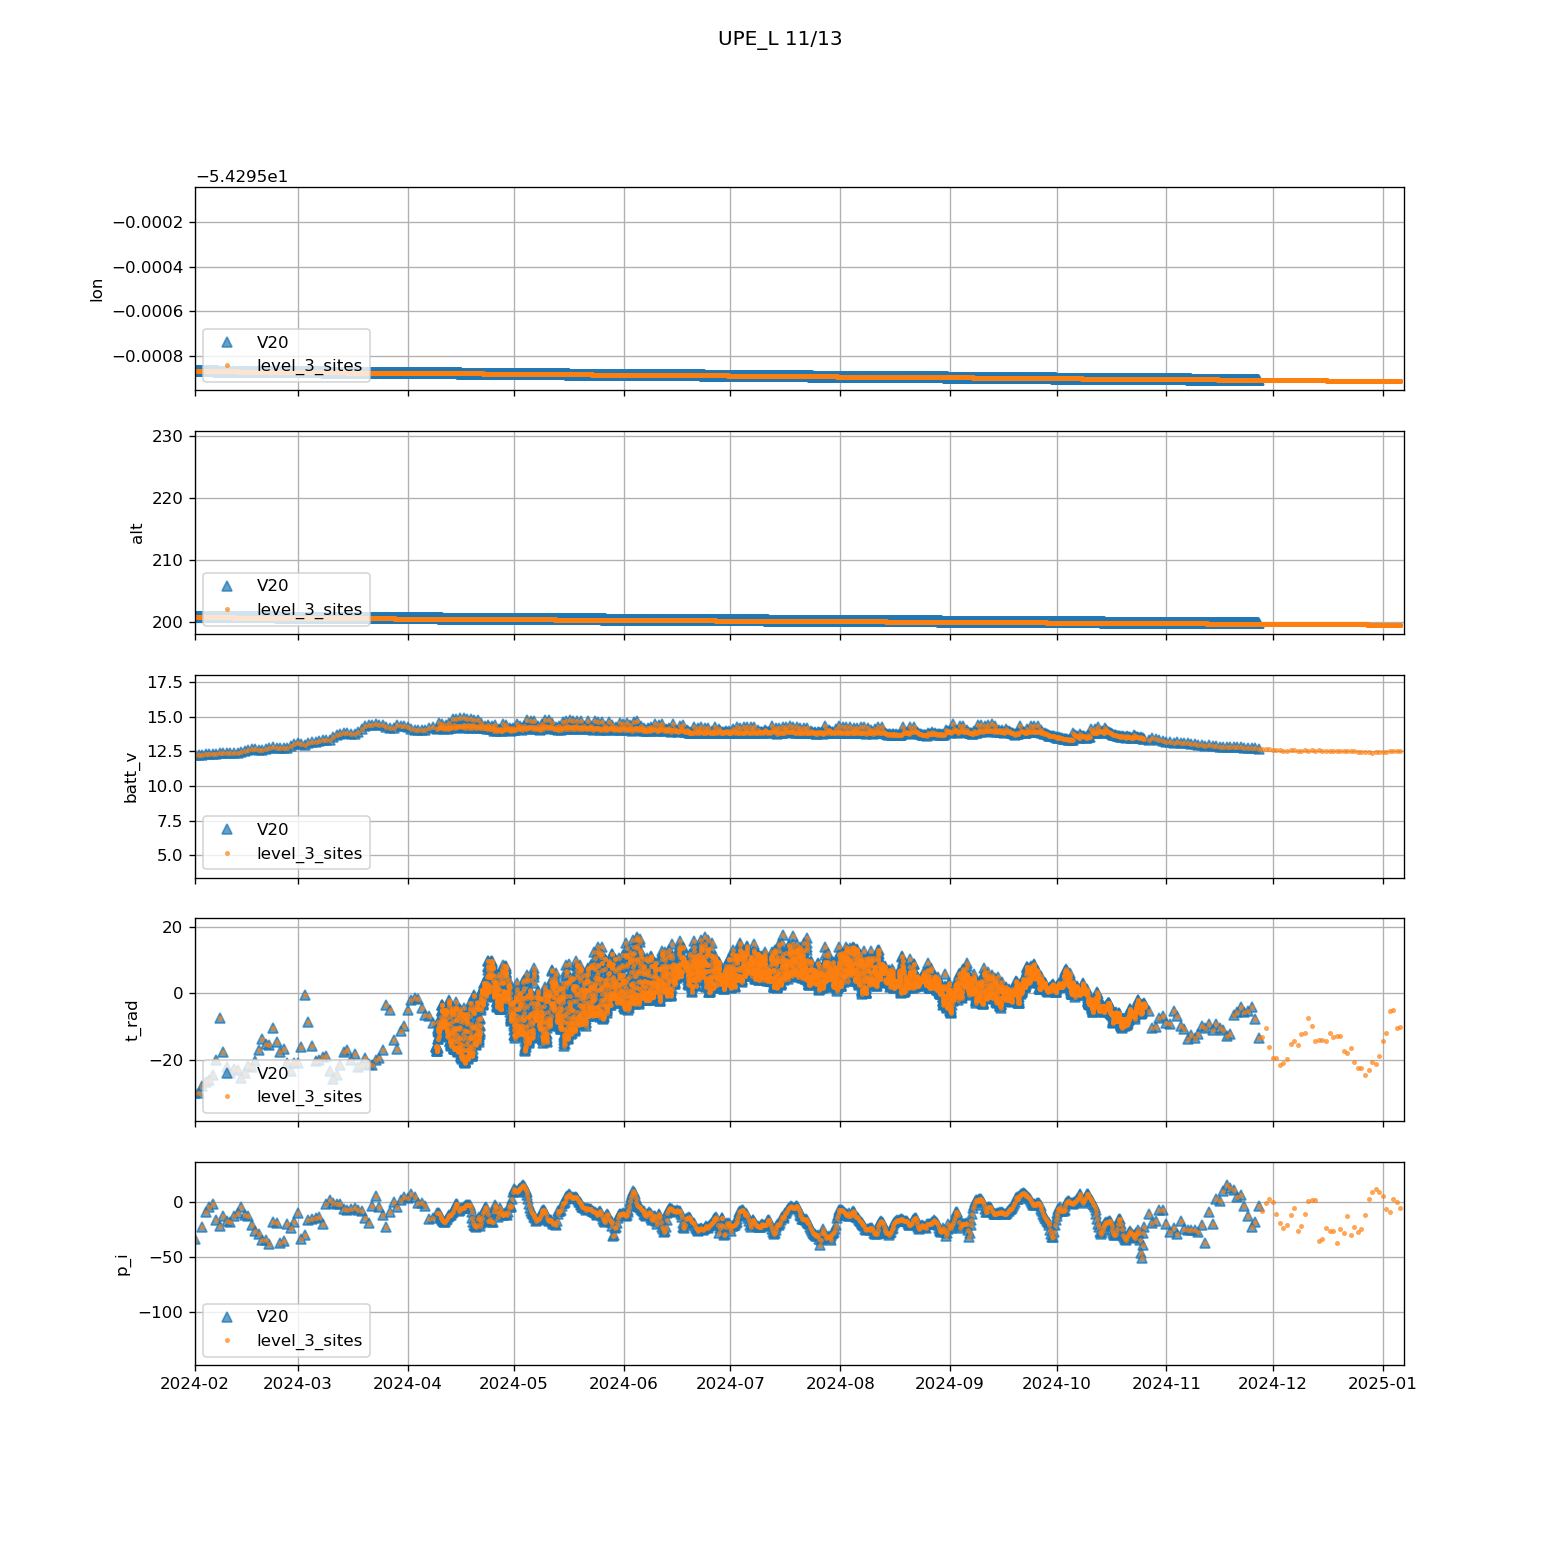 UPE_L 11/13
−5.4295e1
−0.0002
−0.0004
−0.0006
−0.0008
lon
V20
level_3_sites
230
220
210
200
alt
V20
level_3_sites
17.5
15.0
12.5
10.0
7.5
5.0
batt_v
V20
level_3_sites
20
0
−20
t_rad
V20
level_3_sites
0
−50
−100
p_i
V20
level_3_sites
2024-02 2024-03 2024-04 2024-05 2024-06 2024-07 2024-08 2024-09 2024-10 2024-11 2024-12 2025-01